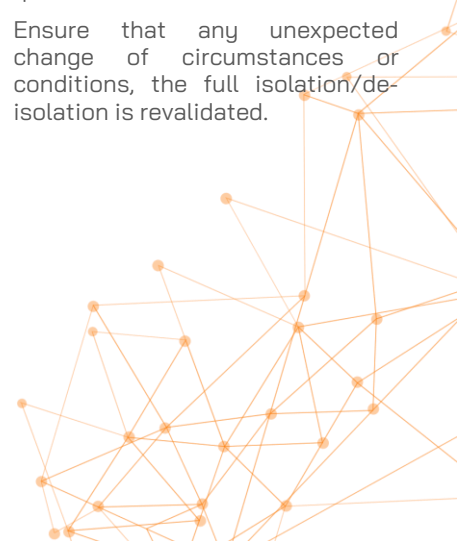 Ensure that any unexpected
change of circumstances or
conditions, the full isolation/de-
isolation is revalidated.